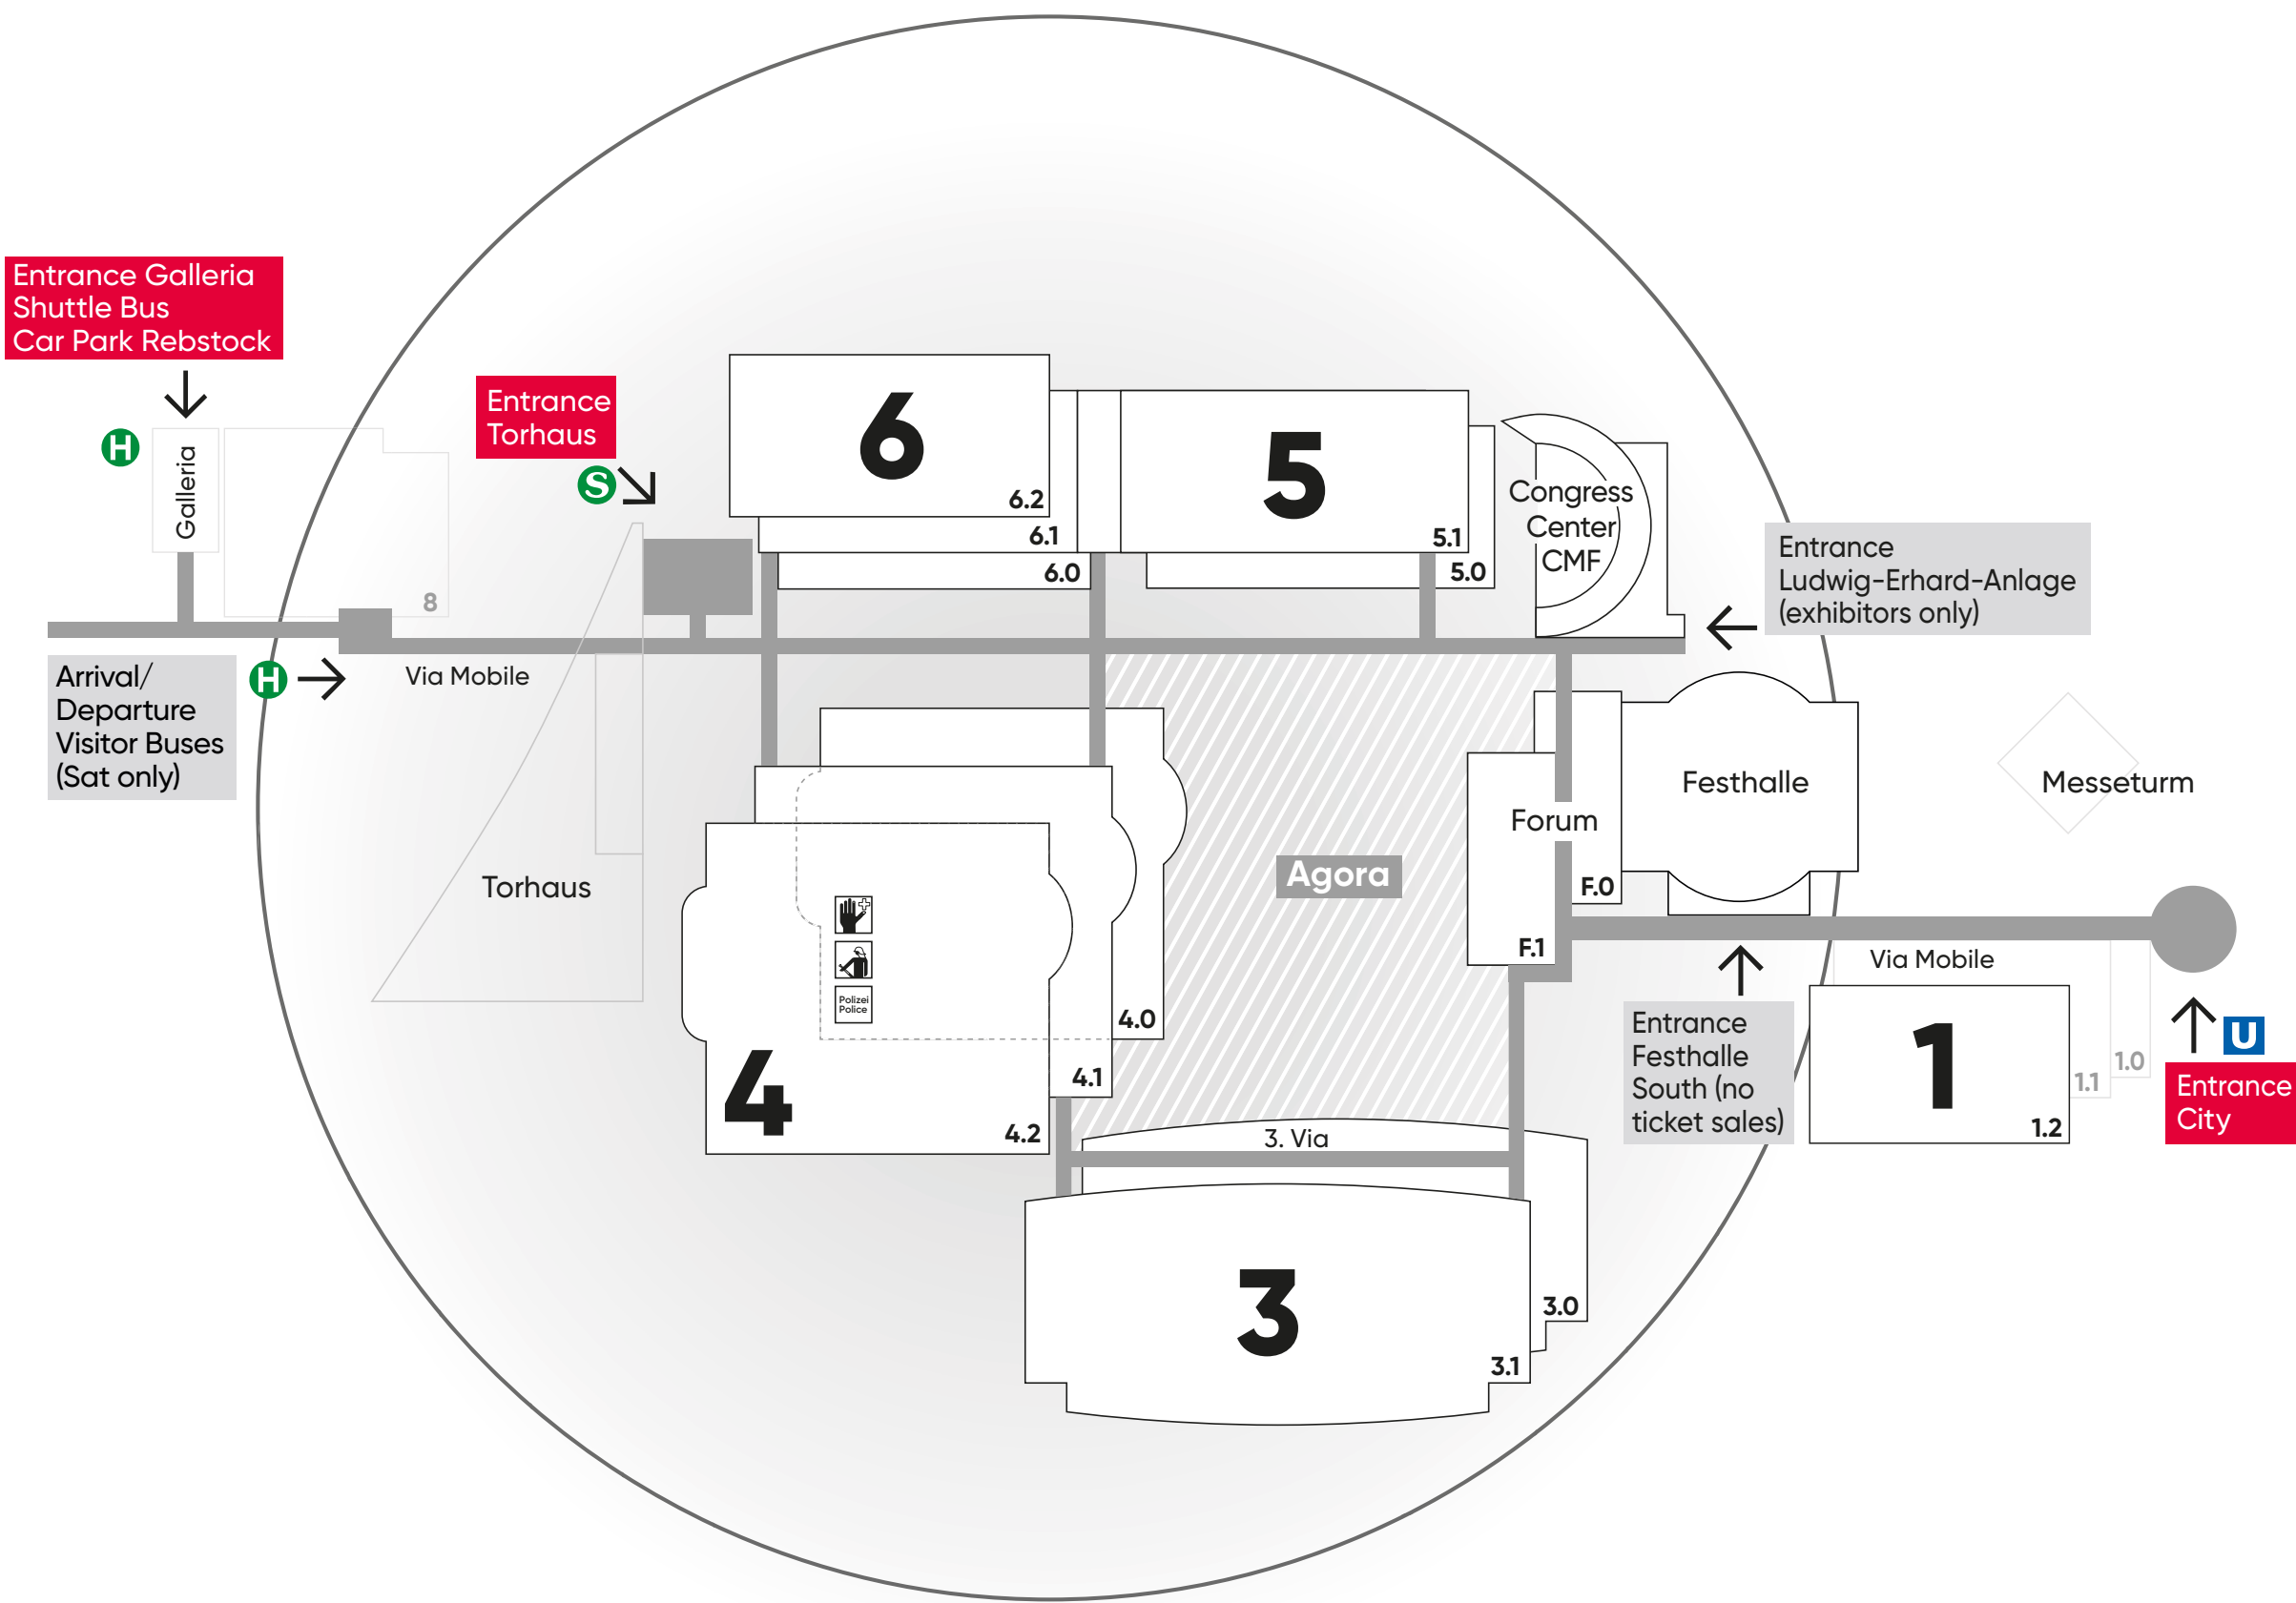 Entrance Galleria
Shuttle Bus
Car Park Rebstock
H
Galleria
8
Entrance
Torhaus
S
6
6.2
6.1
6.0
5
5.1
5.0
Congress
Center
CMF
Entrance
Ludwig-Erhard-Anlage
(exhibitors only)
Arrival/
Departure
Visitor Buses
(Sat only)
H
Via Mobile
Torhaus
Polizei
Police
4
4.0
4.1
4.2
Agora
Forum
F.0
F.1
Festhalle
Messeturm
Via Mobile
Entrance
Festhalle
South (no
ticket sales)
1
1.2
1.1
1.0
U
Entrance
City
3. Via
3
3.0
3.1